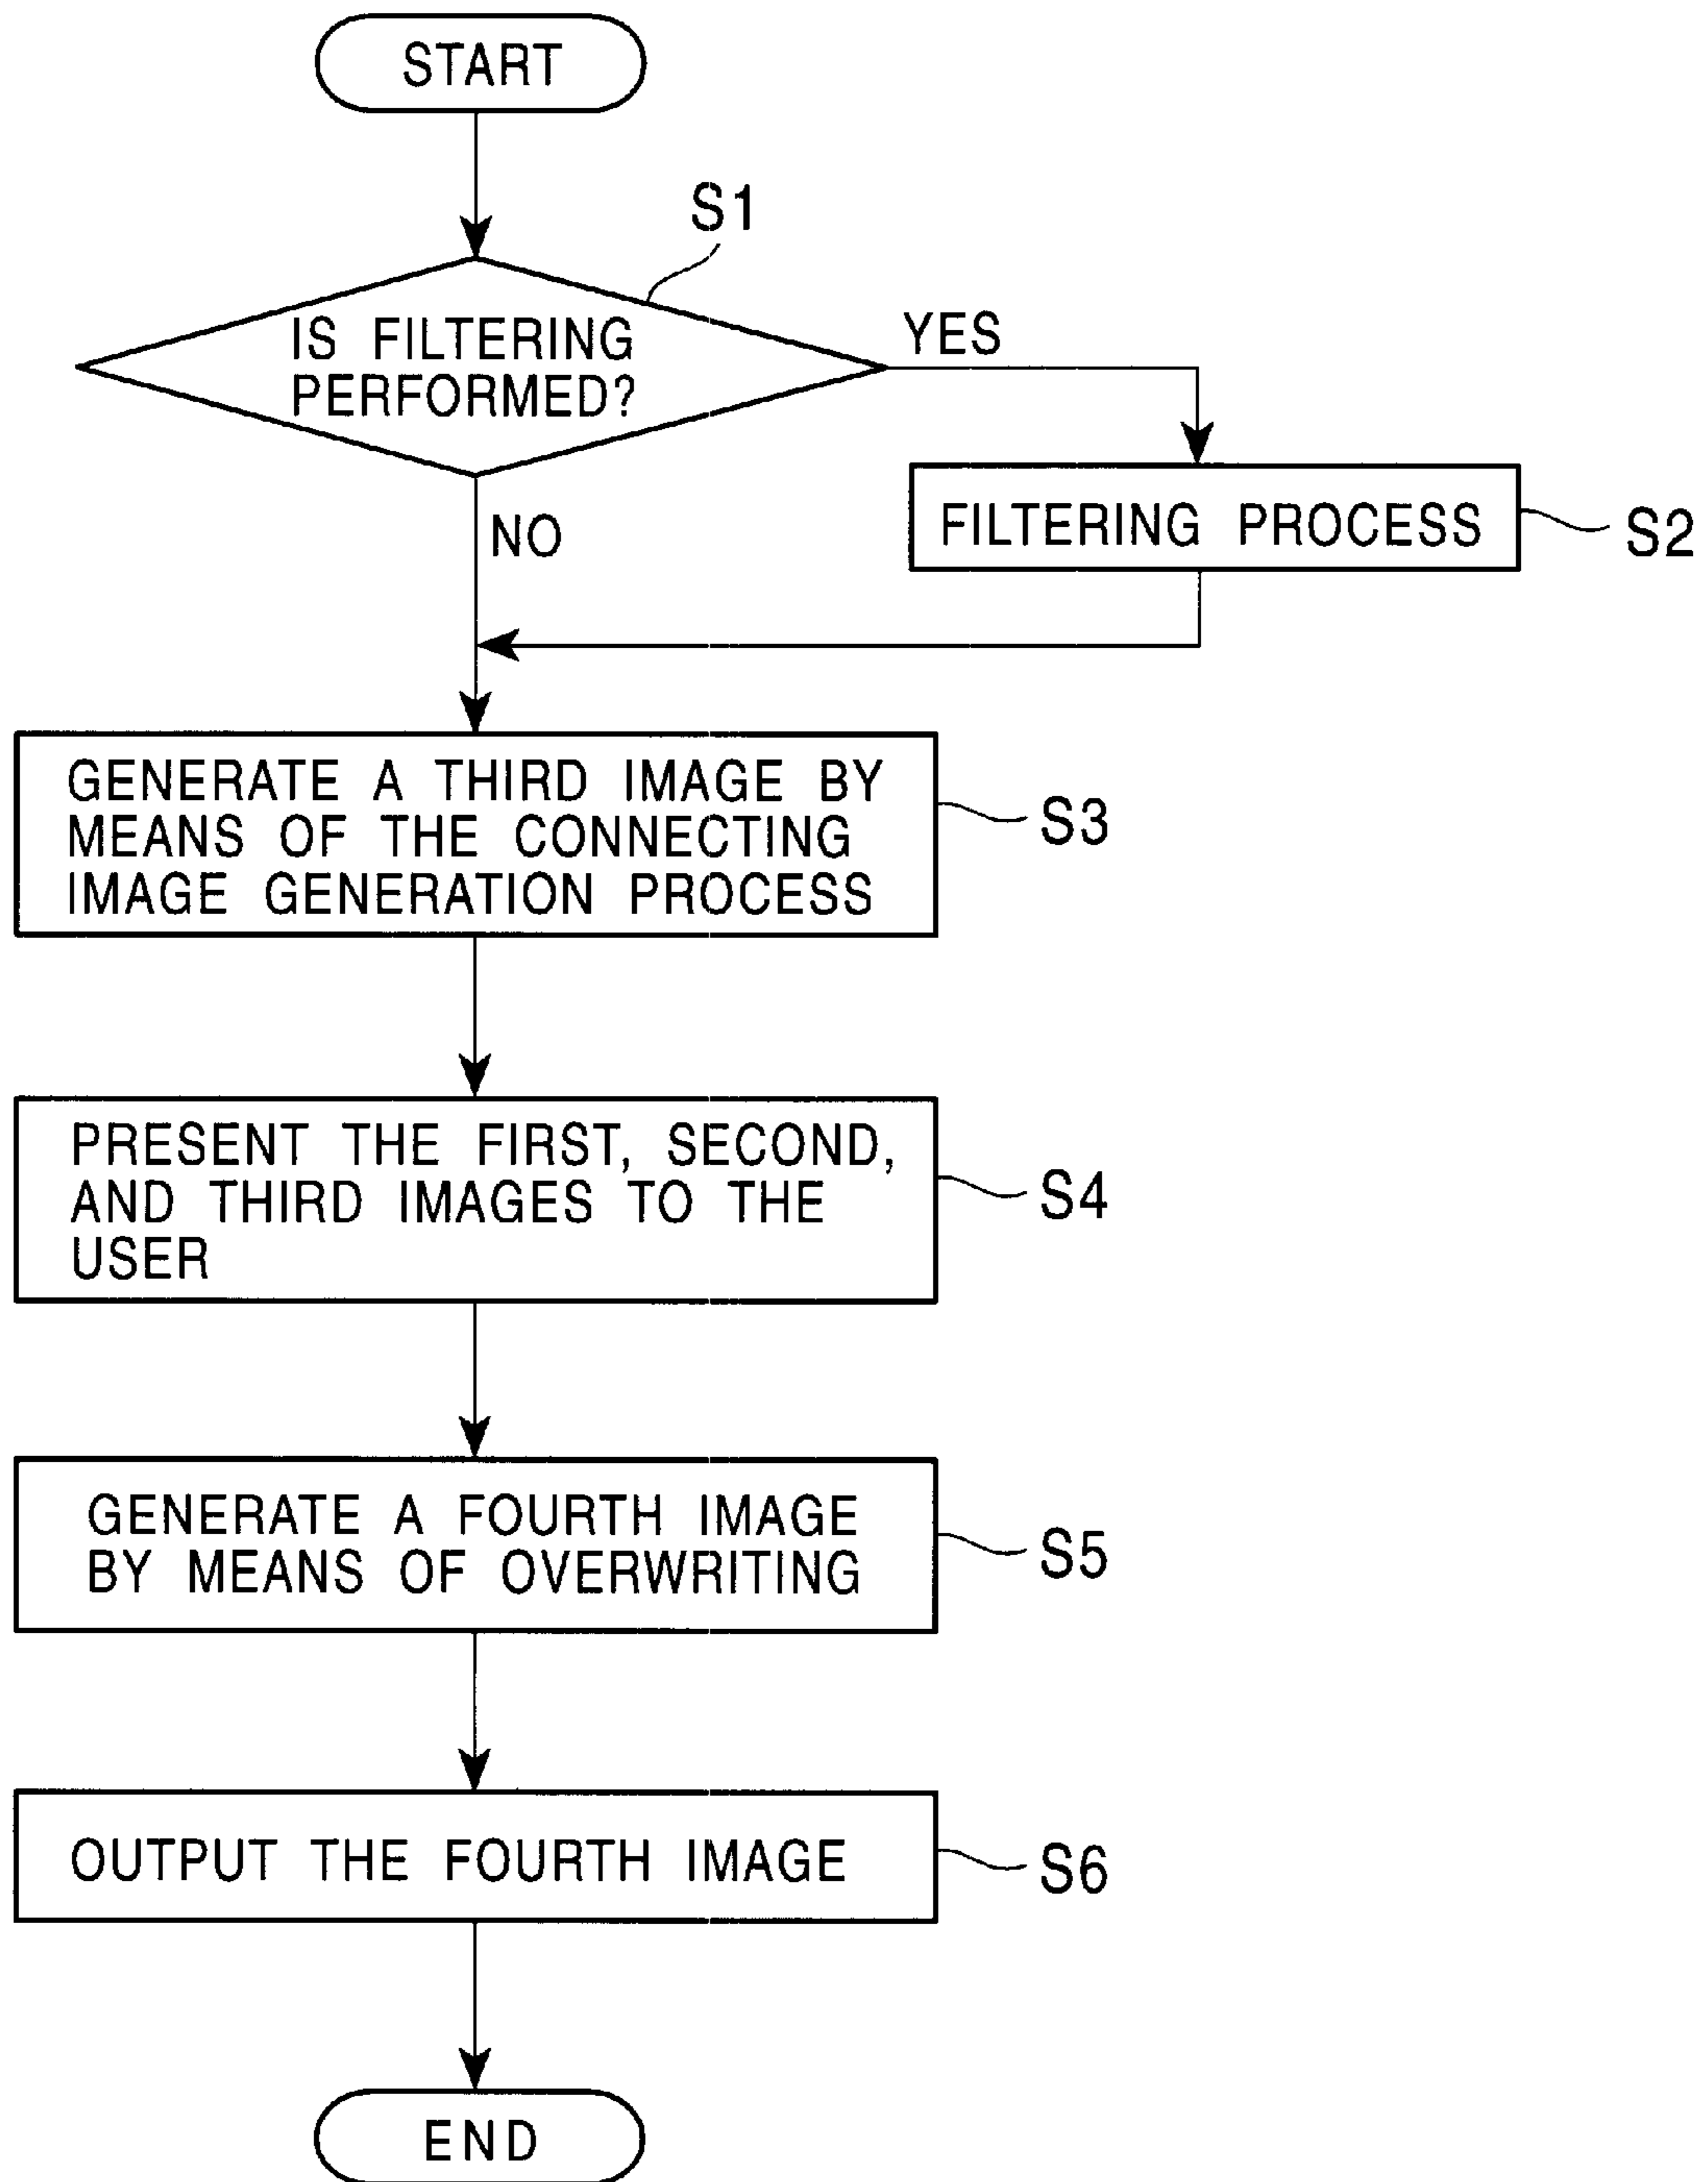 START
S1
IS FILTERING
PERFORMED?
YES
NO
FILTERING PROCESS
S2
GENERATE A THIRD IMAGE BY
MEANS OF THE CONNECTING
IMAGE GENERATION PROCESS
S3
PRESENT THE FIRST, SECOND,
AND THIRD IMAGES TO THE
USER
S4
GENERATE A FOURTH IMAGE
BY MEANS OF OVERWRITING
S5
OUTPUT THE FOURTH IMAGE
S6
END